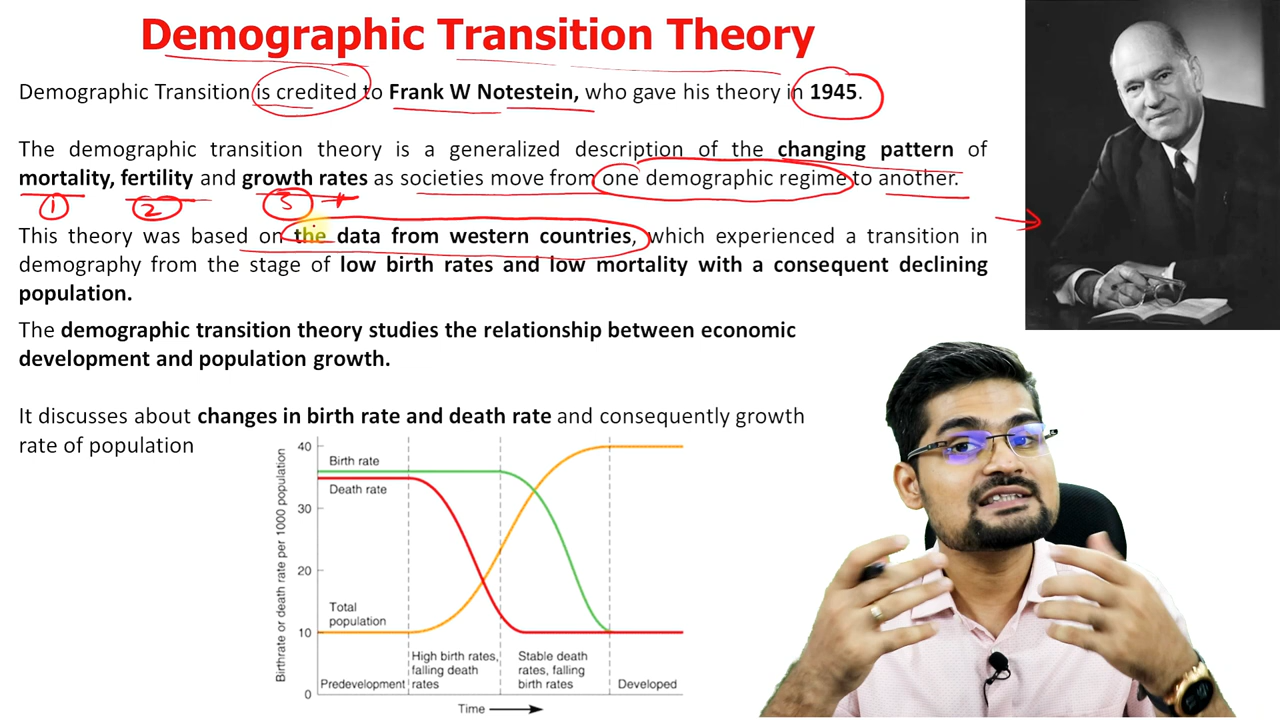 Demographic Transition Theory
Demographic Transition is credited to Frank W Notestein, who gave his theory in 1945.
The demographic transition theory is a generalized description of the changing pattern of
mortality, fertility and growth rates as societies move from one demographic regime to another.
1 2 3
This theory was based on the data from western countries, which experienced a transition in
demography from the stage of low birth rates and low mortality with a consequent declining
population.
The demographic transition theory studies the relationship between economic
development and population growth.
It discusses about changes in birth rate and death rate and consequently growth
rate of population
Birthrate or death rate per 1000 population
40
30
20
10
0
Birth rate
Death rate
Total
population
Predevelopment
High birth rates,
falling death
rates
Stable death
rates, falling
birth rates
Developed
Time